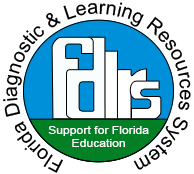 Florida Diagnostic & Learning Resources System
fdlrs
Support for Florida
Education